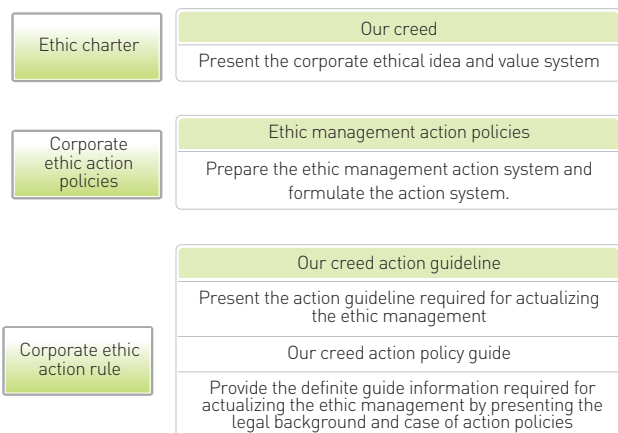 Ethic charter
Our creed
Present the corporate ethical idea and value system
Corporate
ethic action
policies
Ethic management action policies
Prepare the ethic management action system and
formulate the action system.
Corporate ethic
action rule
Our creed action guideline
Present the action guideline required for actualizing
the ethic management
Our creed action policy guide
Provide the definite guide information required for
actualizing the ethic management by presenting the
legal background and case of action policies